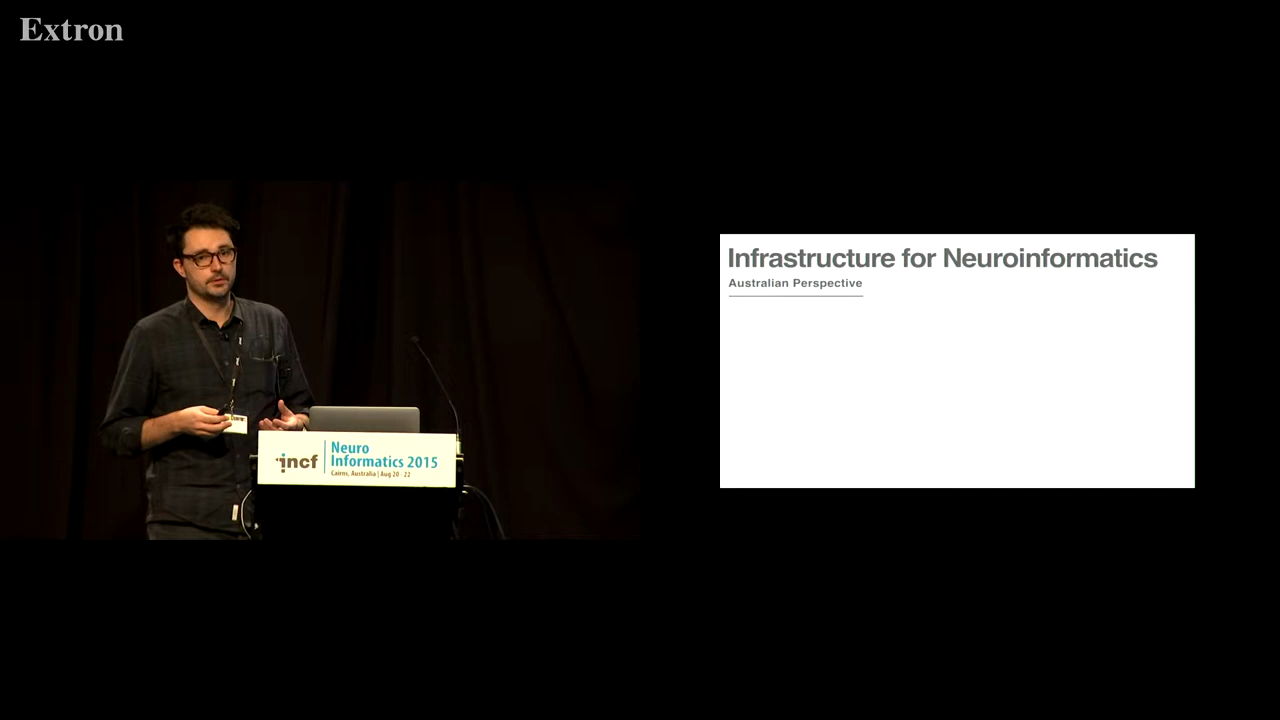 Extron
Infrastructure for Neuroinformatics
Australian Perspective
incf
Neuro
Informatics 2015
Cairns, Australia | Aug 20 - 22